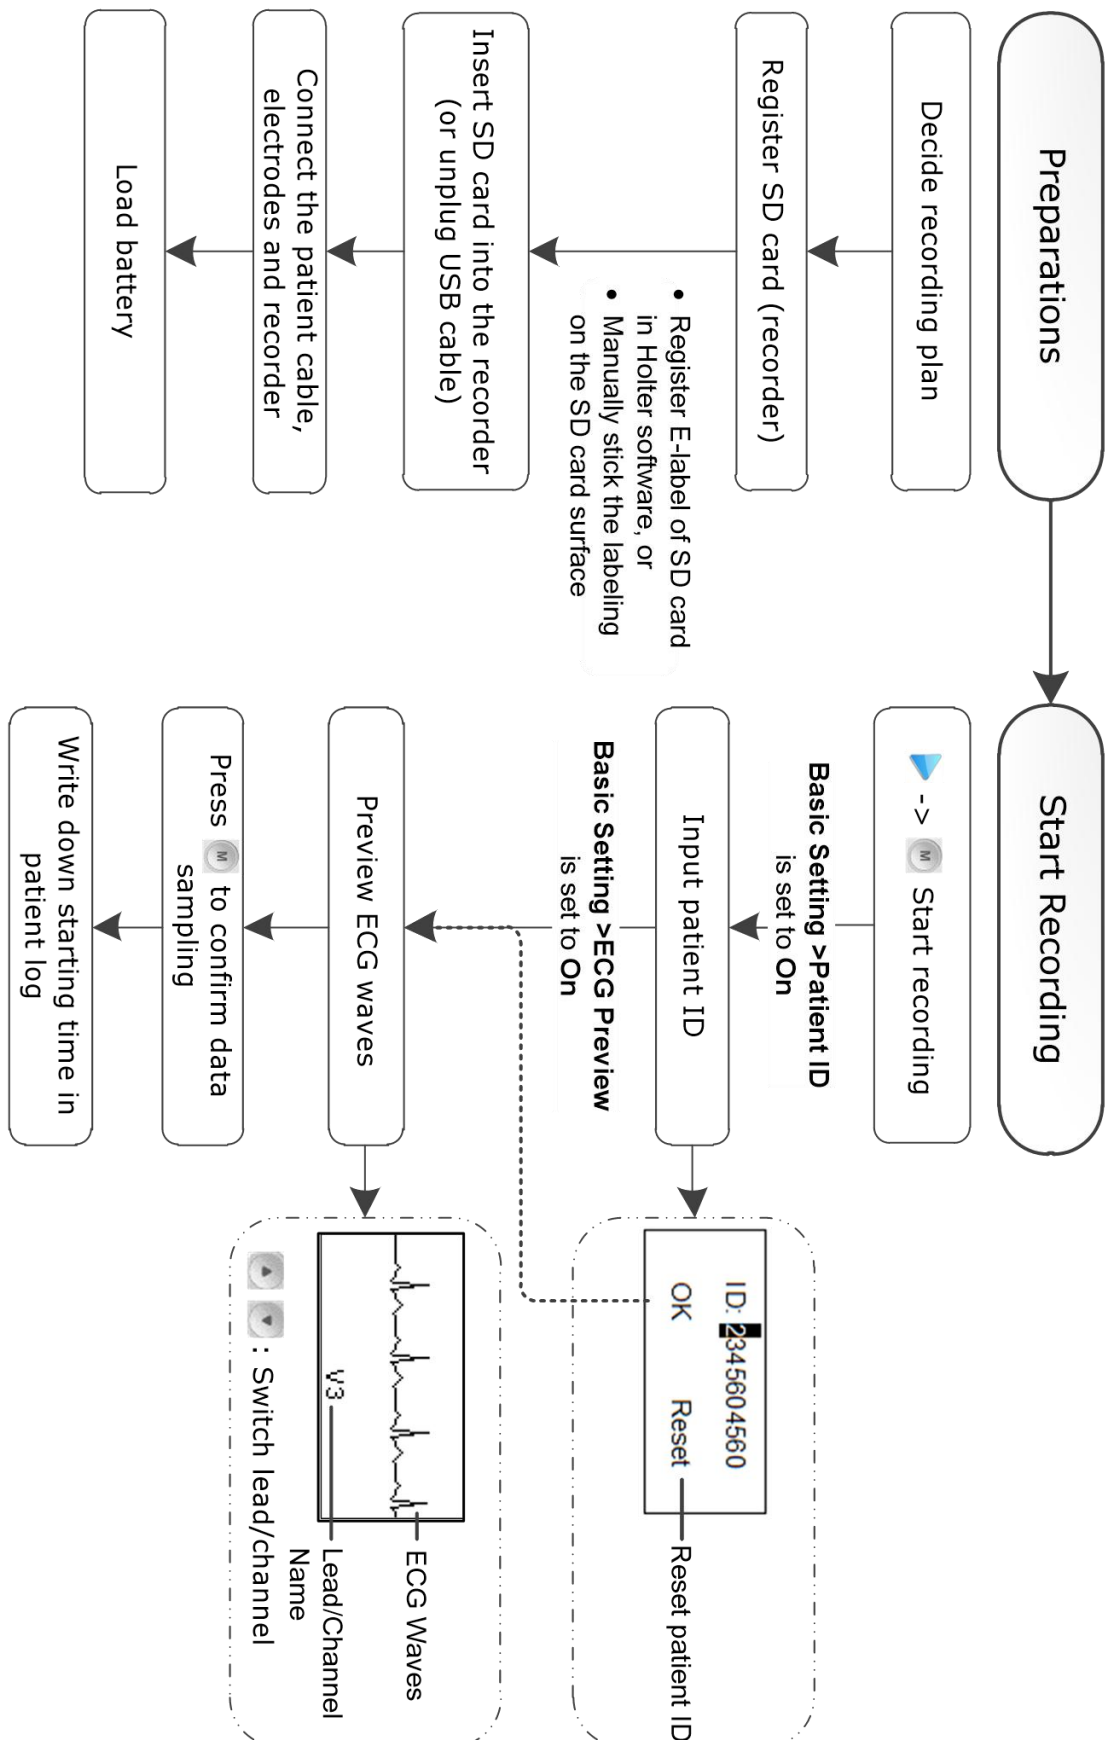 Preparations
Decide recording plan
Register SD card (recorder)
• Register E-label of SD card
in Holter software, or
• Manually stick the labeling
on the SD card surface
Insert SD card into the recorder
(or unplug USB cable)
Connect the patient cable,
electrodes and recorder
Load battery
Start Recording
-> M Start recording
Basic Setting >Patient ID
is set to On
Input patient ID
Basic Setting >ECG Preview
is set to On
Preview ECG waves
Press M to confirm data
sampling
Write down starting time in
patient log
ID: 2345604560
OK Reset
Reset patient ID
ECG Waves
V3
Lead/Channel
Name
: Switch lead/channel